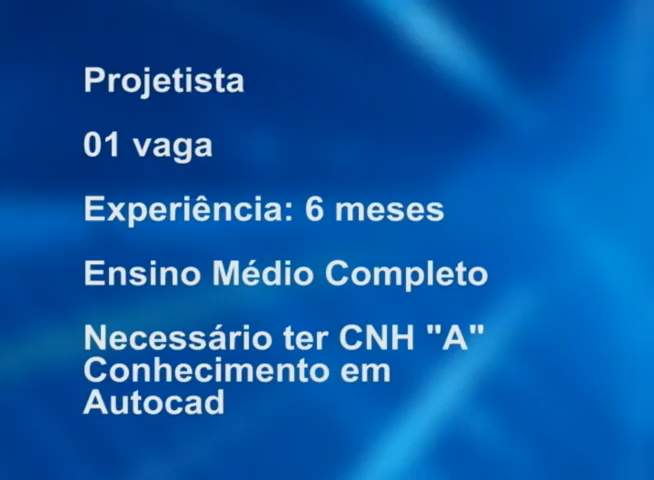 Projetista
01 vaga
Experiência: 6 meses
Ensino Médio Completo
Necessário ter CNH "A"
Conhecimento em
Autocad